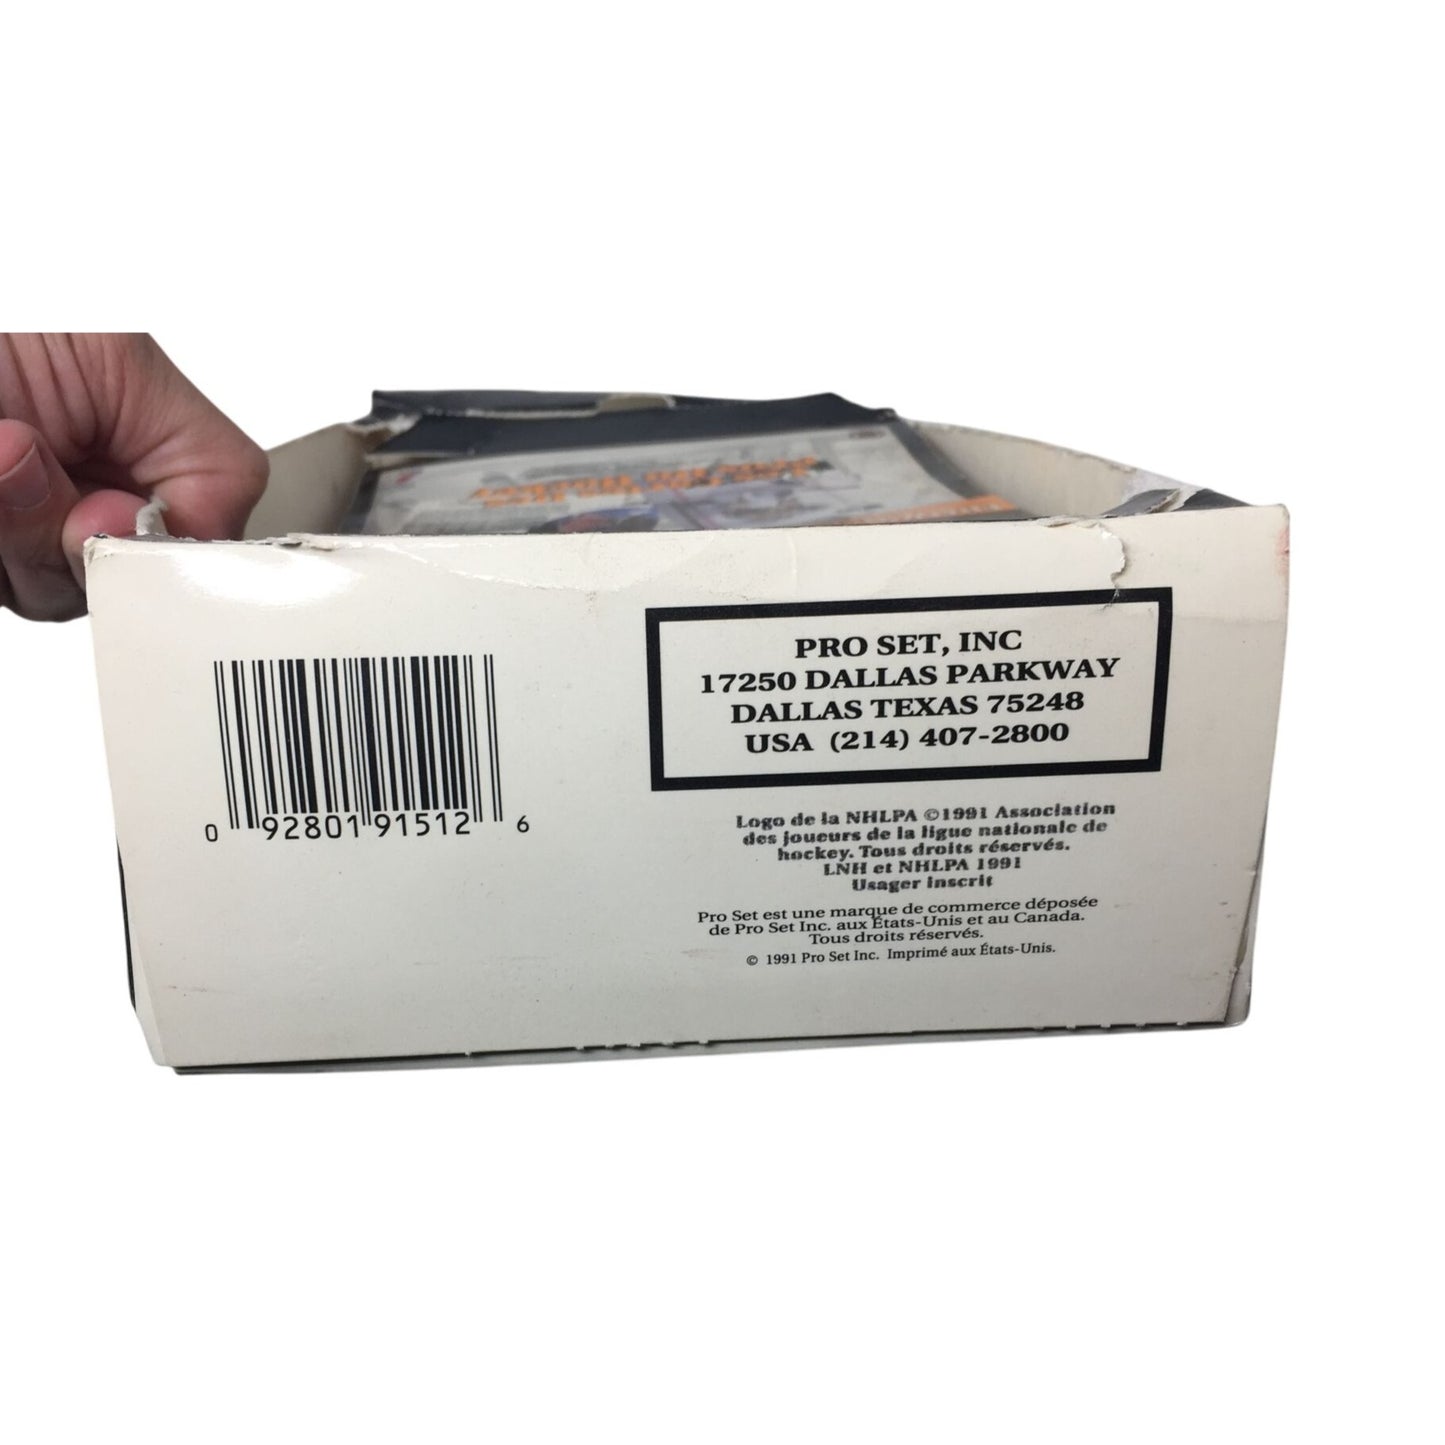 0 92801 91512 6
PRO SET, INC
17250 DALLAS PARKWAY
DALLAS TEXAS 75248
USA (214) 407-2800
Logo de la NHLPA ©1991 Association
des joueurs de la ligue nationale de
hockey. Tous droits réservés.
LNH et NHLPA 1991
Usager inscrit
Pro Set est une marque de commerce déposée
de Pro Set Inc. aux États-Unis et au Canada.
Tous droits réservés.
© 1991 Pro Set Inc. Imprimé aux États-Unis.